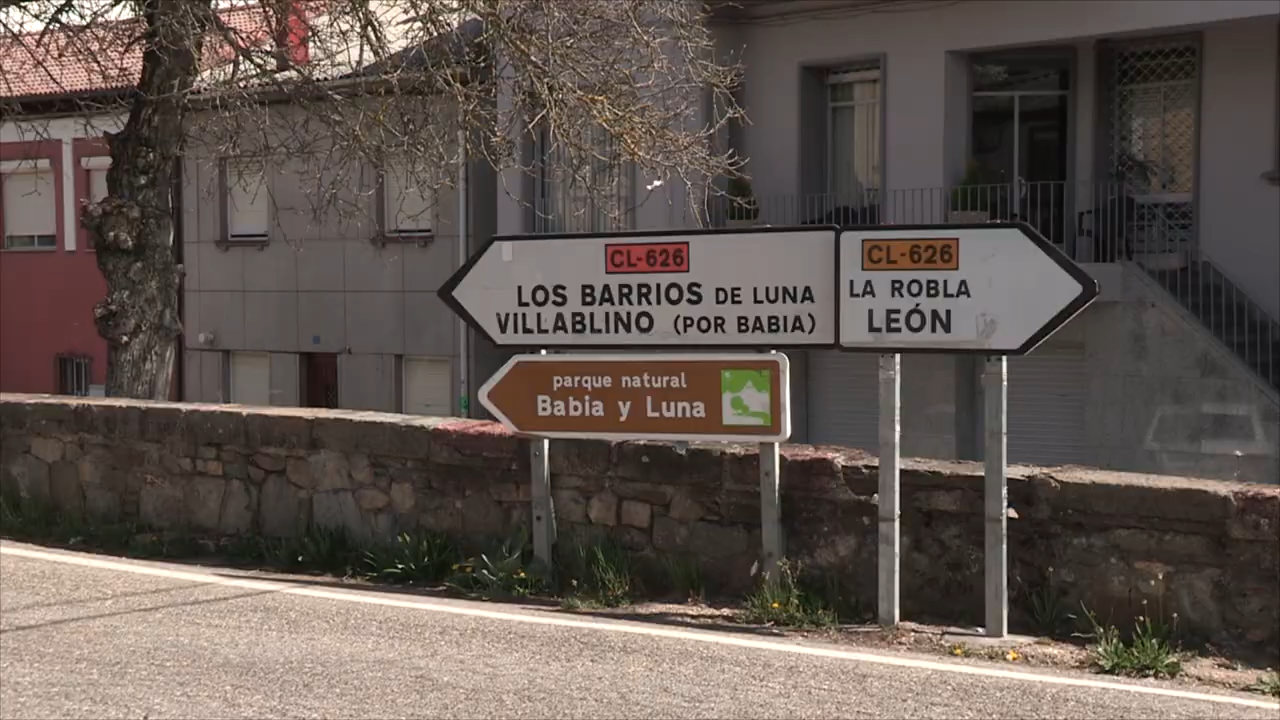 CL-626
LOS BARRIOS DE LUNA
VILLABLINO (POR BABIA)
CL-626
LA ROBLA
LEÓN
parque natural
Babia y Luna